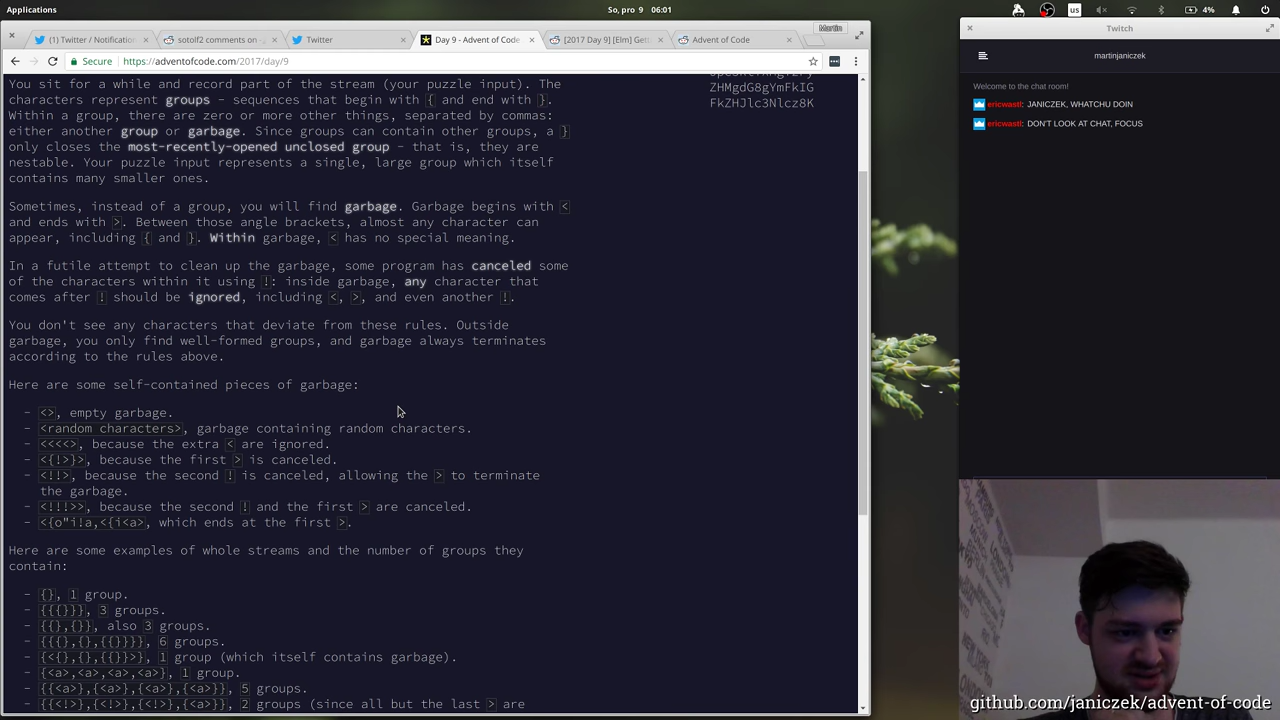 Applications
So, pro 9 06:01
us
4%
Martin
(1) Twitter / Notific
sotolf2 comments on
Twitter
Day 9 - Advent of Code
[2017 Day 9] [Elm] Gett
Advent of Code
Secure
https://adventofcode.com/2017/day/9
You sit for a while and record part of the stream (your puzzle input). The
characters represent groups - sequences that begin with { and end with }.
Within a group, there are zero or more other things, separated by commas:
either another group or garbage. Since groups can contain other groups, a }
only closes the most-recently-opened unclosed group - that is, they are
nestable. Your puzzle input represents a single, large group which itself
contains many smaller ones.
Sometimes, instead of a group, you will find garbage. Garbage begins with <
and ends with >. Between those angle brackets, almost any character can
appear, including { and }. Within garbage, < has no special meaning.
In a futile attempt to clean up the garbage, some program has canceled some
of the characters within it using !: inside garbage, any character that
comes after ! should be ignored, including <, >, and even another !.
You don't see any characters that deviate from these rules. Outside
garbage, you only find well-formed groups, and garbage always terminates
according to the rules above.
Here are some self-contained pieces of garbage:
- <>, empty garbage.
- <random characters>, garbage containing random characters.
- <<<<>, because the extra < are ignored.
- <{!>}>, because the first > is canceled.
- <!!>, because the second ! is canceled, allowing the > to terminate
the garbage.
- <!!!>>, because the second ! and the first > are canceled.
- <{o"i!a,<{i<a>, which ends at the first >.
Here are some examples of whole streams and the number of groups they
contain:
- {}, 1 group.
- {{{}}}, 3 groups.
- {{},{}}, also 3 groups.
- {{{},{},{{}}}}, 6 groups.
- {<{},{},{{}}>}, 1 group (which itself contains garbage).
- {<a>,<a>,<a>,<a>}, 1 group.
- {{<a>},{<a>},{<a>},{<a>}}, 5 groups.
groups (since all but the last > are
ZHMgdG8gYmFkIG
FkZHJlc3Nlcz8K
Twitch
martinjaniczek
Welcome to the chat room!
ericwastl: JANICZEK, WHATCHU DOIN
ericwastl: DON'T LOOK AT CHAT, FOCUS
github.com/janiczek/advent-of-code